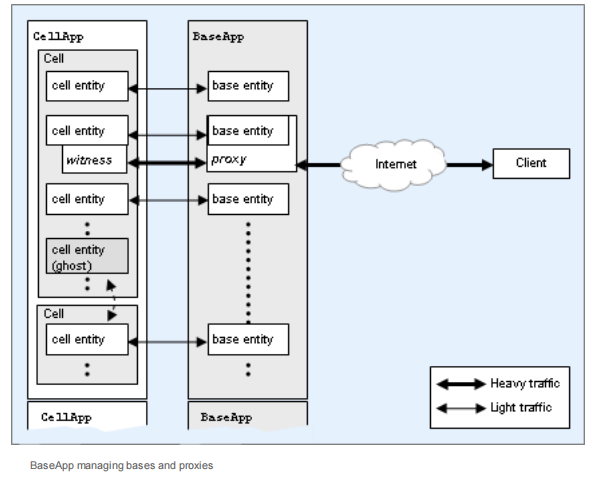 CellApp
BaseApp
Cell
cell entity
base entity
cell entity
base entity
witness
proxy
Internet
Client
cell entity
base entity
cell entity
(ghost)
Cell
cell entity
base entity
Heavy traffic
Light traffic
CellApp
BaseApp
BaseApp managing bases and proxies